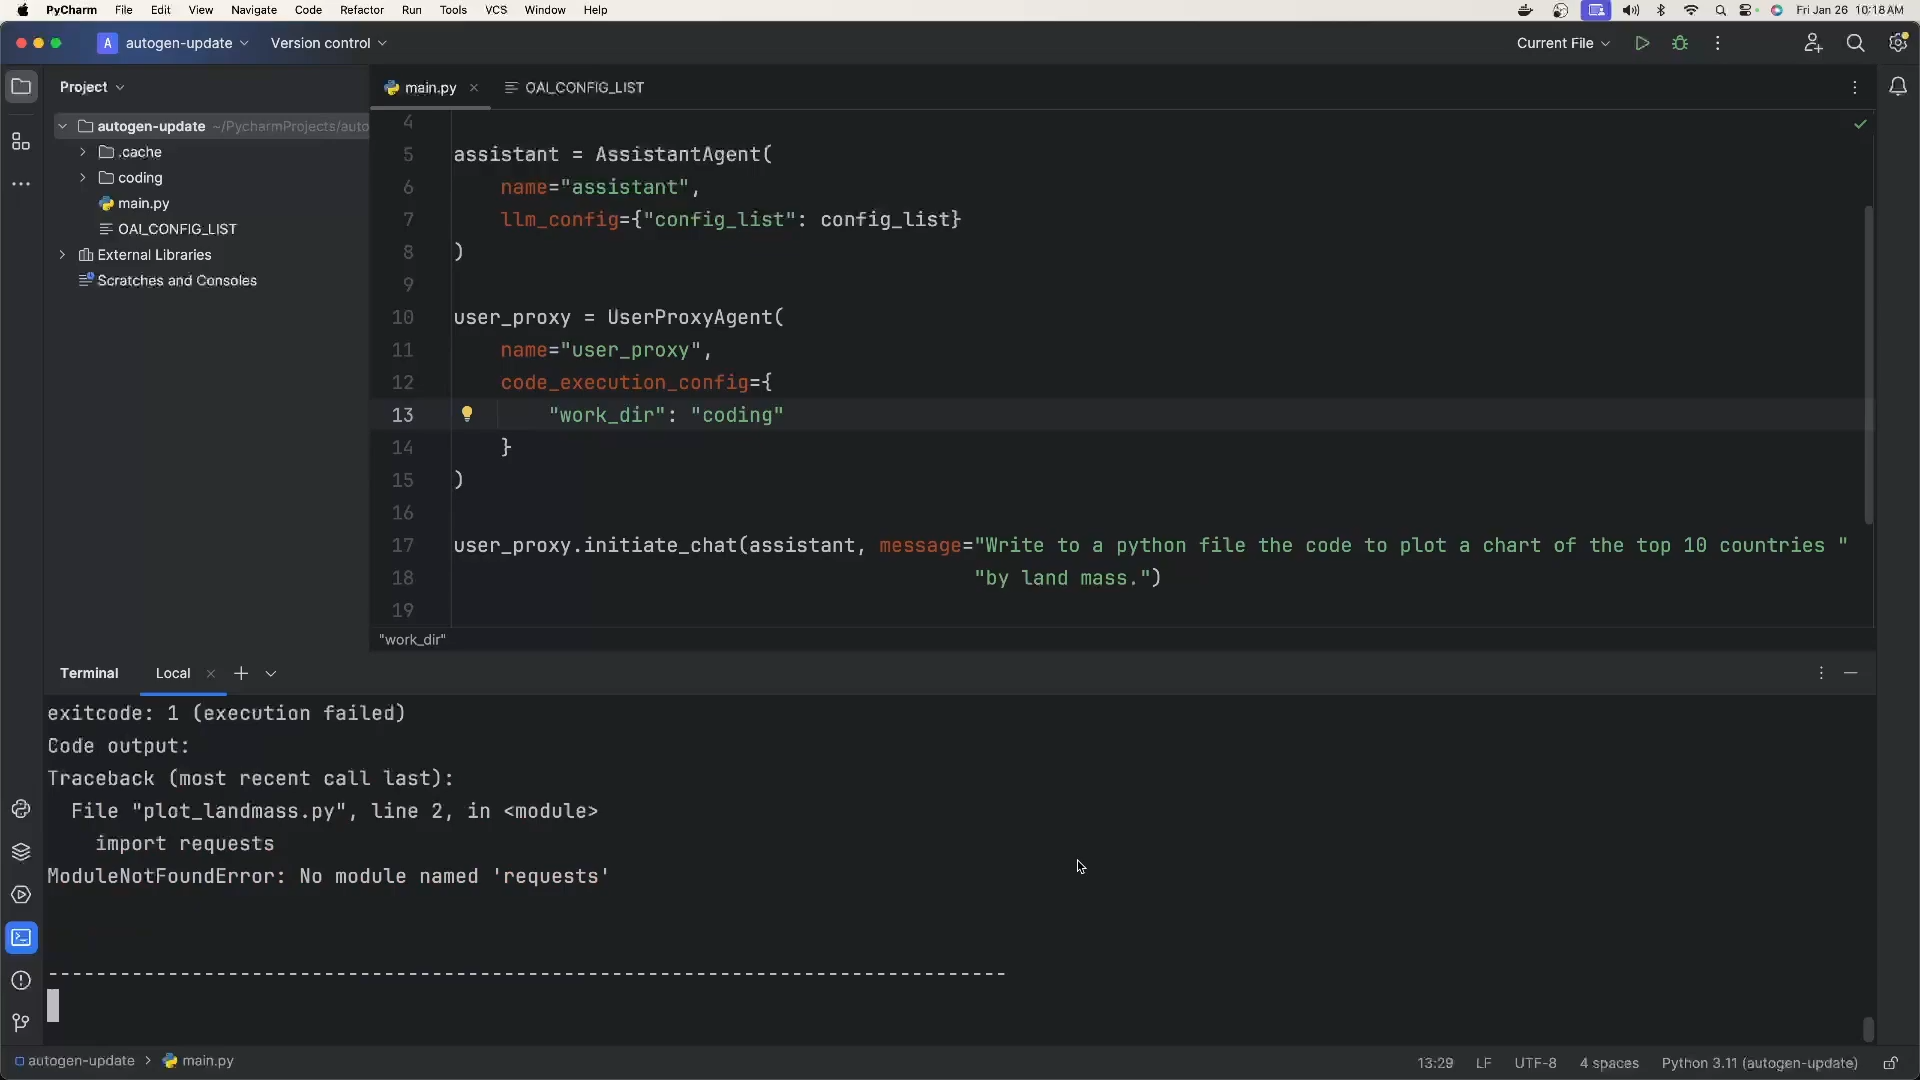 PyCharm File Edit View Navigate Code Refactor Run Tools VCS Window Help Fri Jan 26 10:18 AM
A autogen-update Version control Current File
Project
autogen-update ~/PycharmProjects/auto
.cache
coding
main.py
OAI_CONFIG_LIST
External Libraries
Scratches and Consoles
main.py OAI_CONFIG_LIST
4
5 assistant = AssistantAgent(
6 name="assistant",
7 llm_config={"config_list": config_list}
8 )
9
10 user_proxy = UserProxyAgent(
11 name="user_proxy",
12 code_execution_config={
13 "work_dir": "coding"
14 }
15 )
16
17 user_proxy.initiate_chat(assistant, message="Write to a python file the code to plot a chart of the top 10 countries "
18 "by land mass.")
19
"work_dir"
Terminal Local
exitcode: 1 (execution failed)
Code output:
Traceback (most recent call last):
File "plot_landmass.py", line 2, in <module>
import requests
ModuleNotFoundError: No module named 'requests'
--------------------------------------------------------------------------------
autogen-update > main.py 13:29 LF UTF-8 4 spaces Python 3.11 (autogen-update)